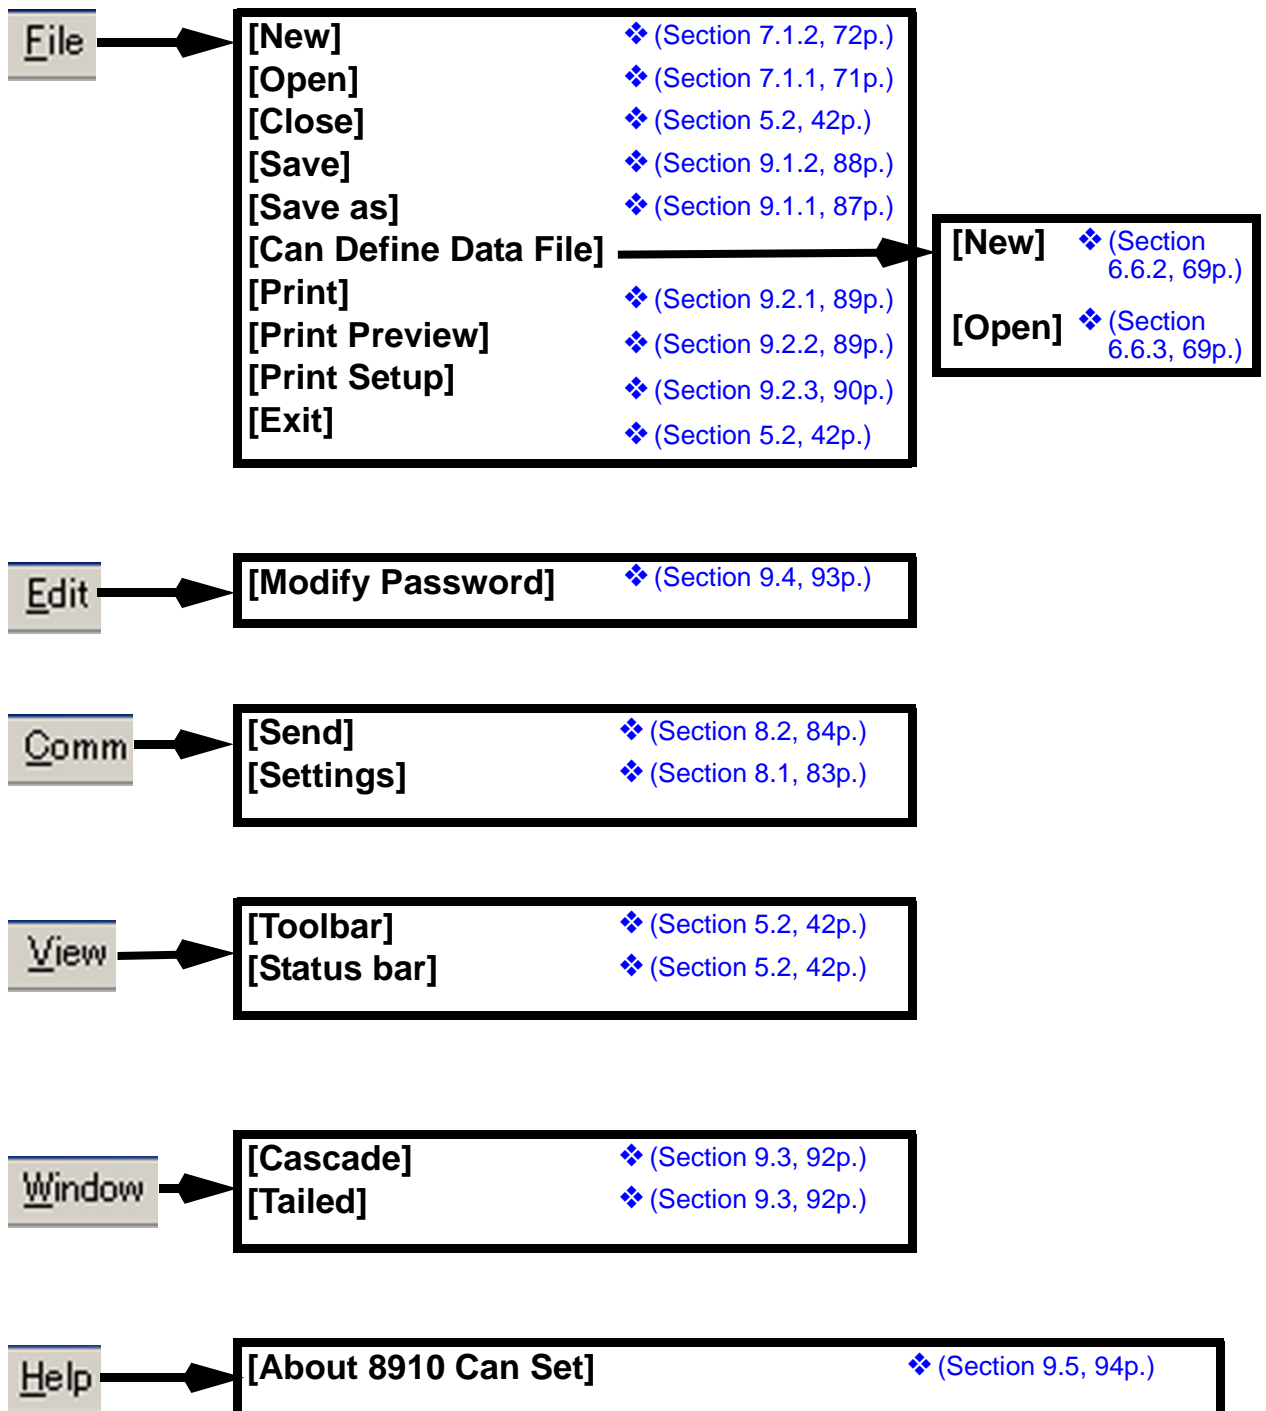 File
[New] ❖ (Section 7.1.2, 72p.)
[Open] ❖ (Section 7.1.1, 71p.)
[Close] ❖ (Section 5.2, 42p.)
[Save] ❖ (Section 9.1.2, 88p.)
[Save as] ❖ (Section 9.1.1, 87p.)
[Can Define Data File]
[New] ❖ (Section
6.6.2, 69p.)
[Open] ❖ (Section
6.6.3, 69p.)
[Print] ❖ (Section 9.2.1, 89p.)
[Print Preview] ❖ (Section 9.2.2, 89p.)
[Print Setup] ❖ (Section 9.2.3, 90p.)
[Exit] ❖ (Section 5.2, 42p.)
Edit
[Modify Password] ❖ (Section 9.4, 93p.)
Comm
[Send] ❖ (Section 8.2, 84p.)
[Settings] ❖ (Section 8.1, 83p.)
View
[Toolbar] ❖ (Section 5.2, 42p.)
[Status bar] ❖ (Section 5.2, 42p.)
Window
[Cascade] ❖ (Section 9.3, 92p.)
[Tailed] ❖ (Section 9.3, 92p.)
Help
[About 8910 Can Set] ❖ (Section 9.5, 94p.)